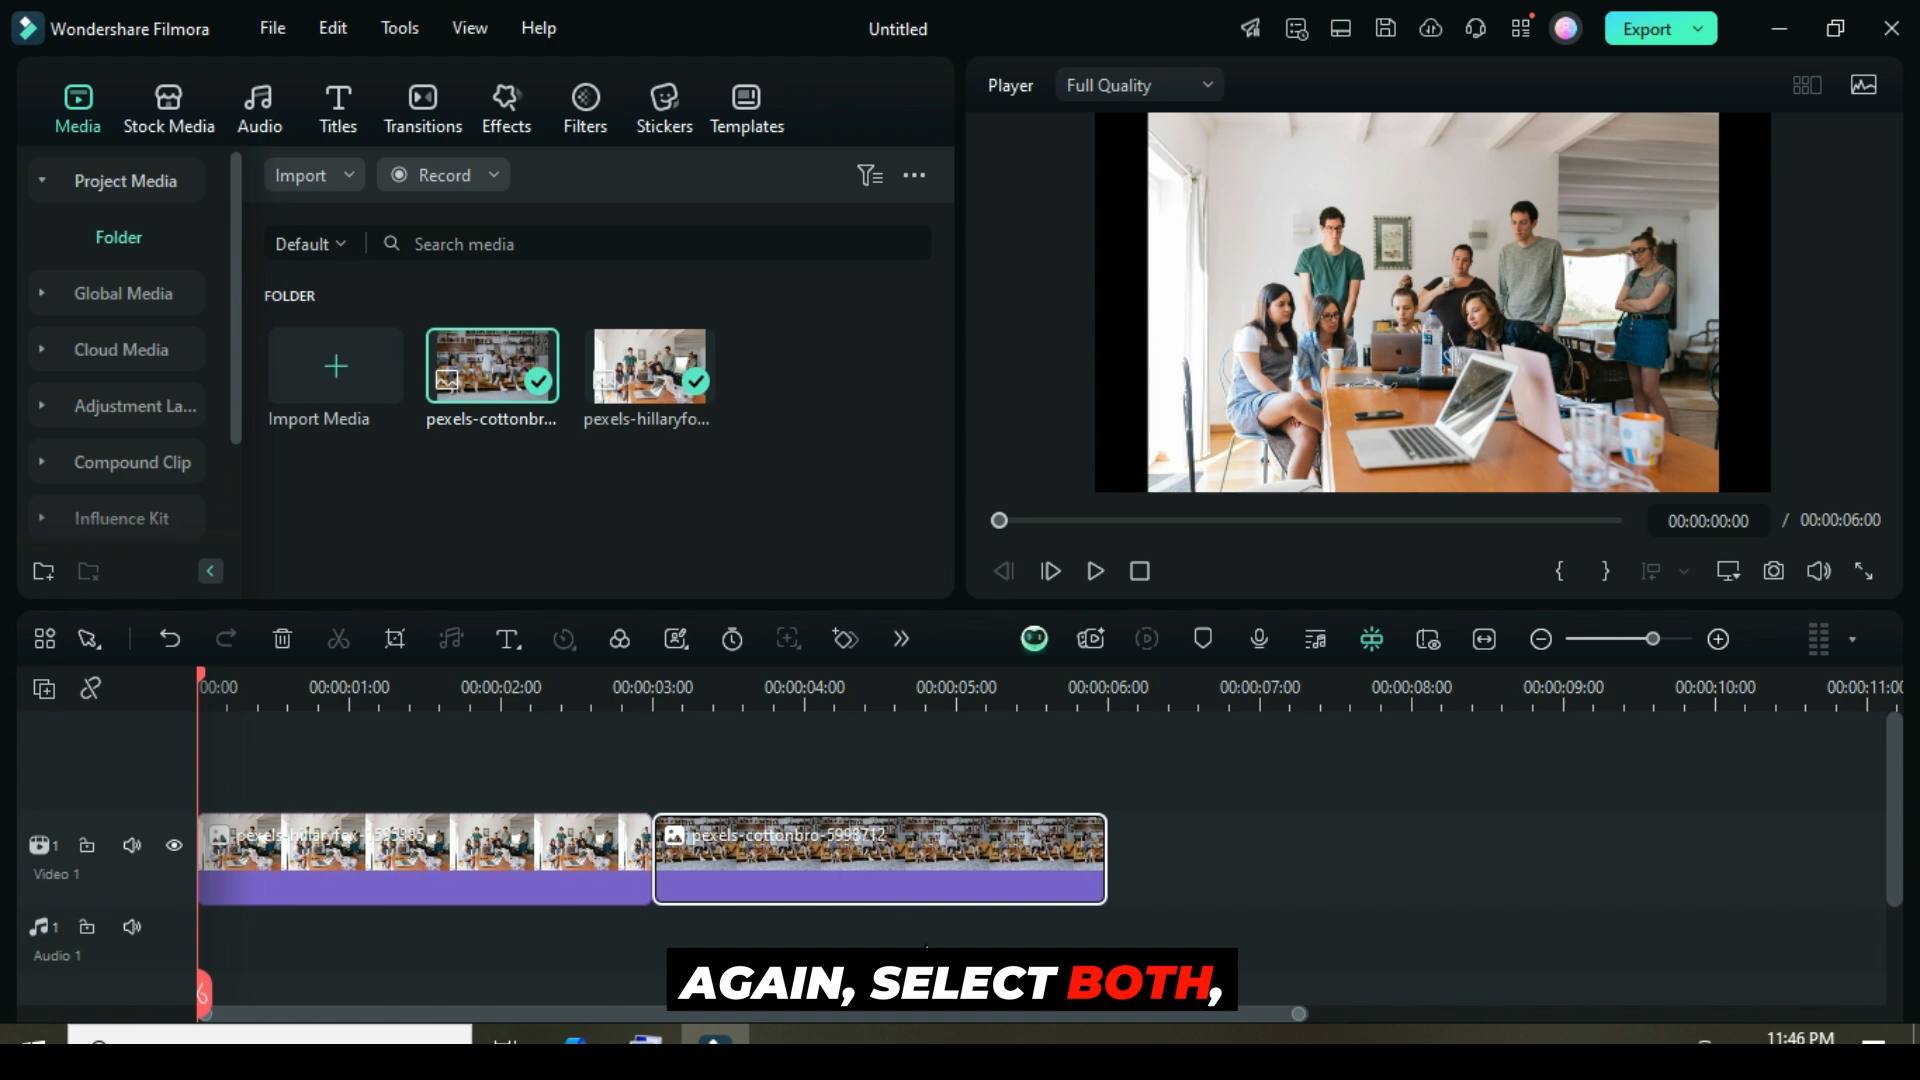 Wondershare Filmora
File
Edit
Tools
View
Help
Untitled
Export
Media
Stock Media
Audio
Titles
Transitions
Effects
Filters
Stickers
Templates
Player
Full Quality
Project Media
Folder
Global Media
Cloud Media
Adjustment La...
Compound Clip
Influence Kit
Import
Record
Default
Search media
FOLDER
Import Media
pexels-cottonbr...
pexels-hillaryfo...
00:00:00:00 / 00:00:06:00
00:00
00:00:01:00
00:00:02:00
00:00:03:00
00:00:04:00
00:00:05:00
00:00:06:00
00:00:07:00
00:00:08:00
00:00:09:00
00:00:10:00
00:00:11:00
1
Video 1
pexels-cottonbro-5998712
1
Audio 1
AGAIN, SELECT BOTH,
11:46 PM